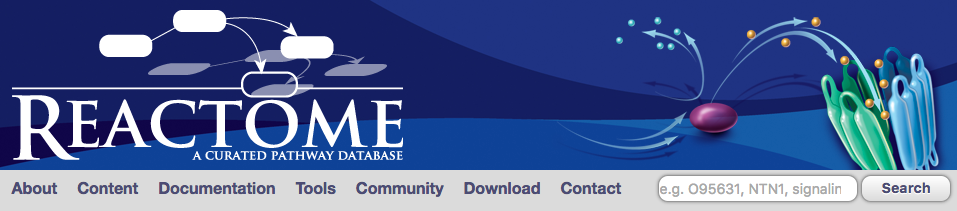 REACTOME
A CURATED PATHWAY DATABASE
About Content Documentation Tools Community Download Contact e.g. O95631, NTN1, signalin Search